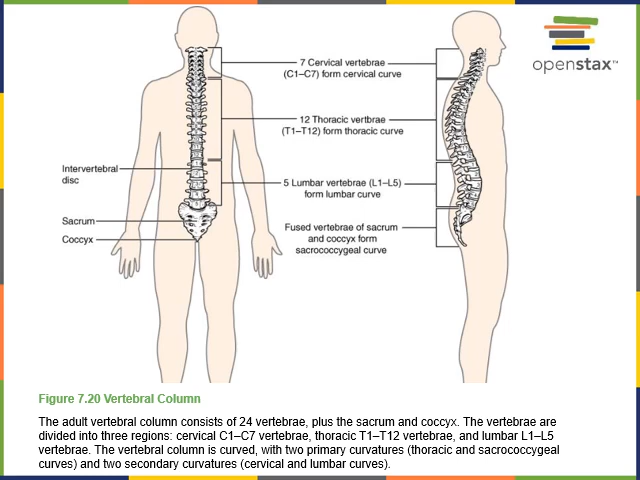 openstax™
7 Cervical vertebrae
(C1–C7) form cervical curve
12 Thoracic vertbrae
(T1–T12) form thoracic curve
Intervertebral
disc
5 Lumbar vertebrae (L1–L5)
form lumbar curve
Sacrum
Coccyx
Fused vertebrae of sacrum
and coccyx form
sacrococcygeal curve
Figure 7.20 Vertebral Column
The adult vertebral column consists of 24 vertebrae, plus the sacrum and coccyx. The vertebrae are
divided into three regions: cervical C1–C7 vertebrae, thoracic T1–T12 vertebrae, and lumbar L1–L5
vertebrae. The vertebral column is curved, with two primary curvatures (thoracic and sacrococcygeal
curves) and two secondary curvatures (cervical and lumbar curves).